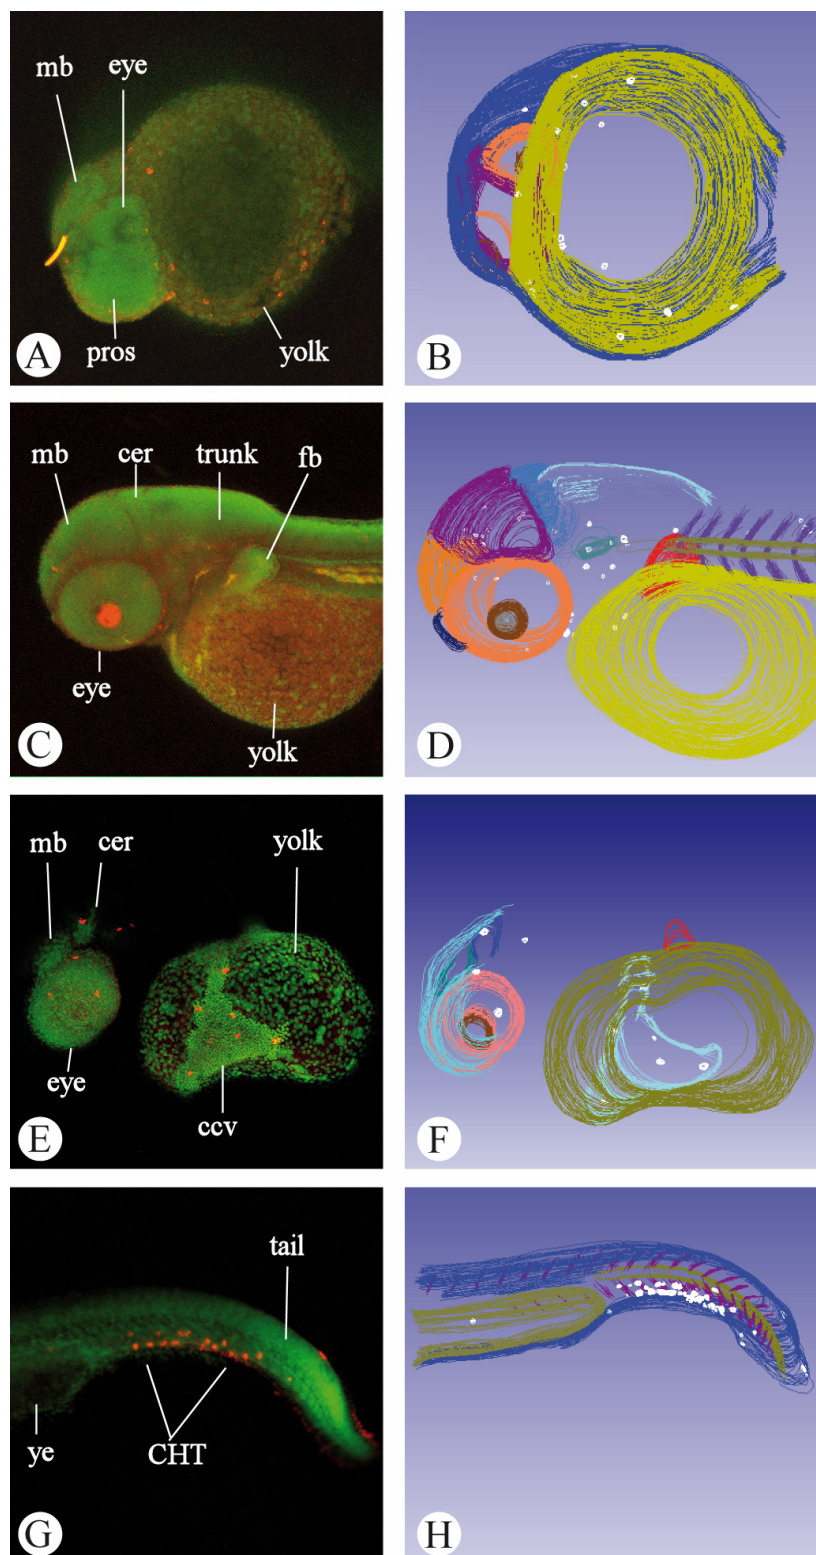 mb eye
pros yolk
A
B
mb cer trunk fb
eye
yolk
C
D
mb cer yolk
eye
ccv
E
F
tail
ye CHT
G
H